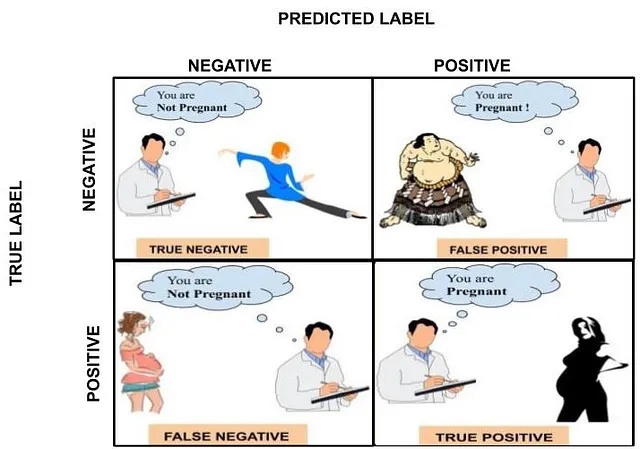 PREDICTED LABEL
NEGATIVE
POSITIVE
TRUE LABEL
NEGATIVE
You are
Not Pregnant
TRUE NEGATIVE
You are
Pregnant !
FALSE POSITIVE
POSITIVE
You are
Not Pregnant
FALSE NEGATIVE
You are
Pregnant
TRUE POSITIVE